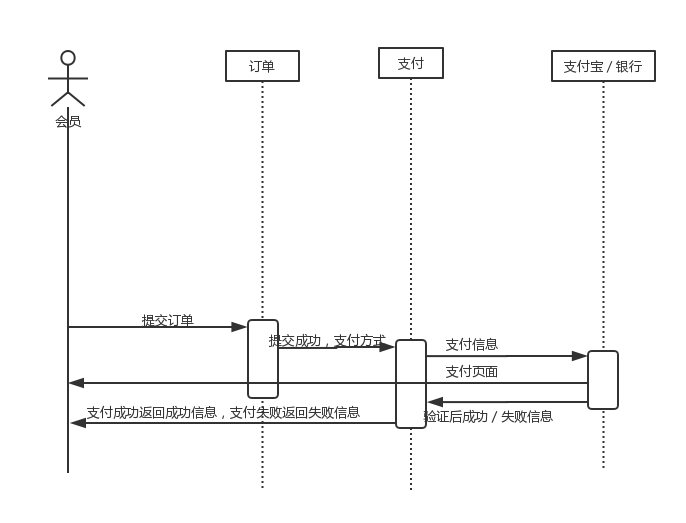 订单
支付
支付宝/银行
会员
提交订单
提交成功，支付方式
支付信息
支付页面
支付成功返回成功信息，支付失败返回失败信息
验证后成功/失败信息